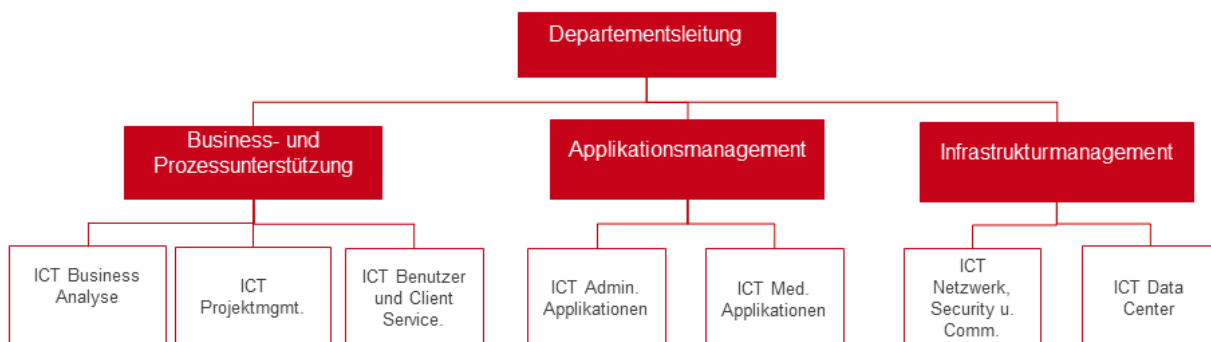 Departementsleitung
Business- und
Prozessunterstützung
Applikationsmanagement
Infrastrukturmanagement
ICT Business
Analyse
ICT
Projektmgmt.
ICT Benutzer
und Client
Service.
ICT Admin.
Applikationen
ICT Med.
Applikationen
ICT
Netzwerk,
Security u.
Comm.
ICT Data
Center